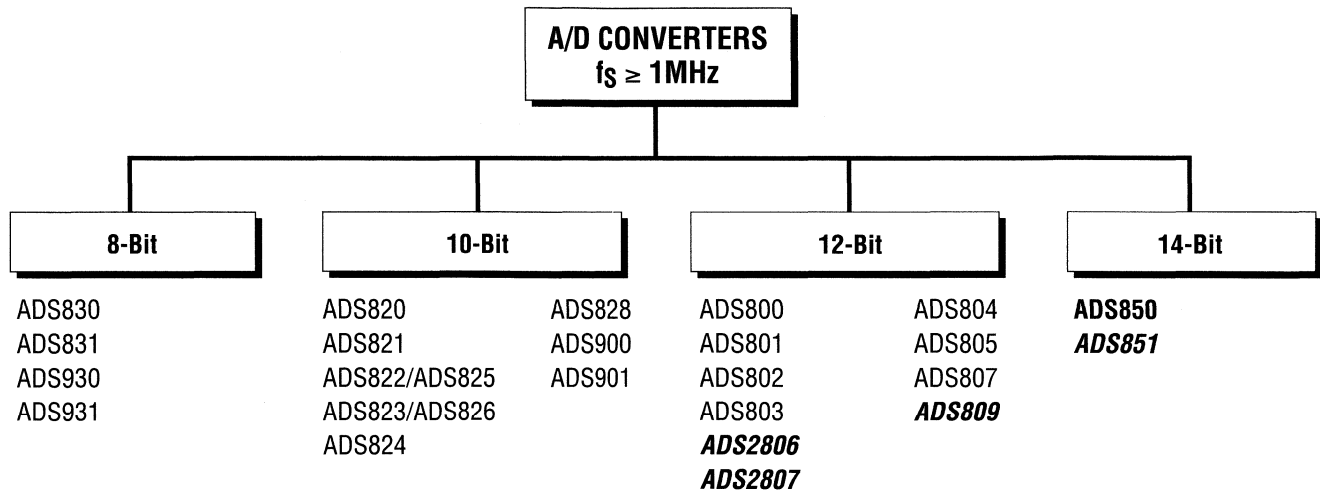 A/D CONVERTERS
fS ≥ 1MHz
8-Bit
ADS830
ADS831
ADS930
ADS931
10-Bit
ADS820
ADS821
ADS822/ADS825
ADS823/ADS826
ADS824
ADS828
ADS900
ADS901
12-Bit
ADS800
ADS801
ADS802
ADS803
ADS2806
ADS2807
ADS804
ADS805
ADS807
ADS809
14-Bit
ADS850
ADS851